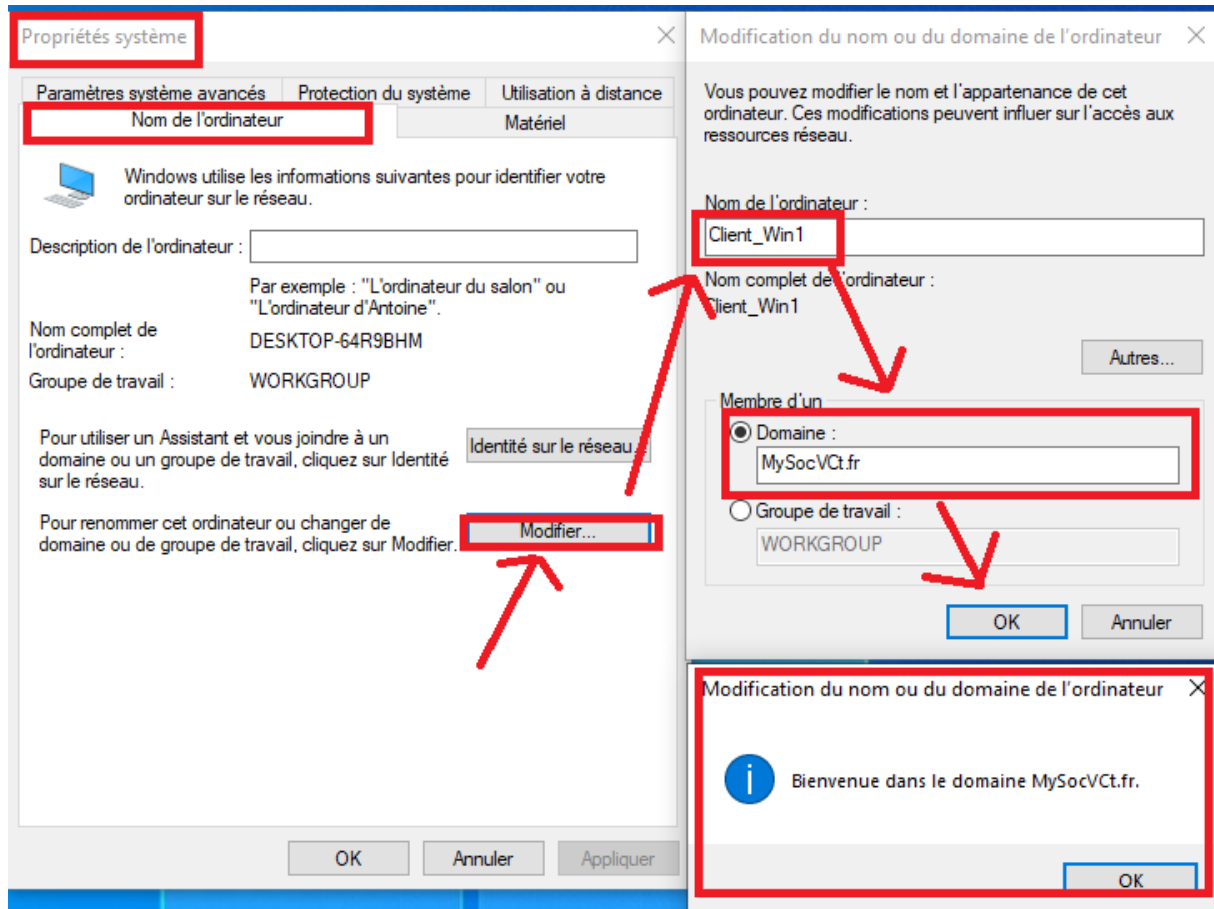 Propriétés système
Paramètres système avancés
Protection du système
Utilisation à distance
Nom de l'ordinateur
Matériel
Windows utilise les informations suivantes pour identifier votre
ordinateur sur le réseau.
Description de l'ordinateur :
Par exemple : "L'ordinateur du salon" ou
"L'ordinateur d'Antoine".
Nom complet de
l'ordinateur :
DESKTOP-64R9BHM
Groupe de travail :
WORKGROUP
Pour utiliser un Assistant et vous joindre à un
domaine ou un groupe de travail, cliquez sur Identité
sur le réseau.
Identité sur le réseau...
Pour renommer cet ordinateur ou changer de
domaine ou de groupe de travail, cliquez sur Modifier.
Modifier...
OK
Annuler
Appliquer
Modification du nom ou du domaine de l'ordinateur
Vous pouvez modifier le nom et l'appartenance de cet
ordinateur. Ces modifications peuvent influer sur l'accès aux
ressources réseau.
Nom de l'ordinateur :
Client_Win1
Nom complet de l'ordinateur :
Client_Win1
Autres...
Membre d'un
Domaine :
MySocVCt.fr
Groupe de travail :
WORKGROUP
OK
Annuler
Modification du nom ou du domaine de l'ordinateur
Bienvenue dans le domaine MySocVCt.fr.
OK